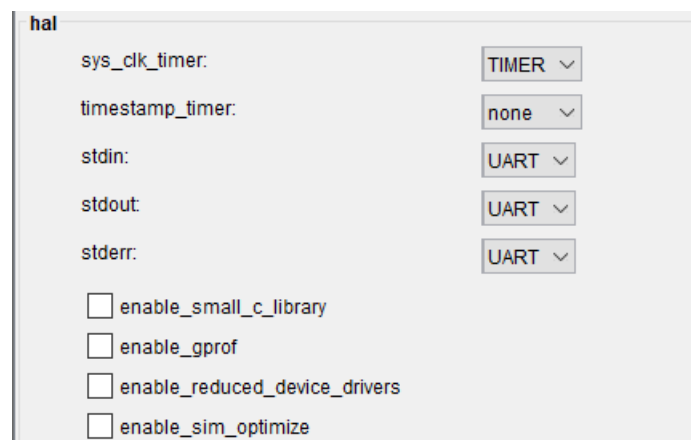 hal
sys_clk_timer: TIMER
timestamp_timer: none
stdin: UART
stdout: UART
stderr: UART
enable_small_c_library
enable_gprof
enable_reduced_device_drivers
enable_sim_optimize